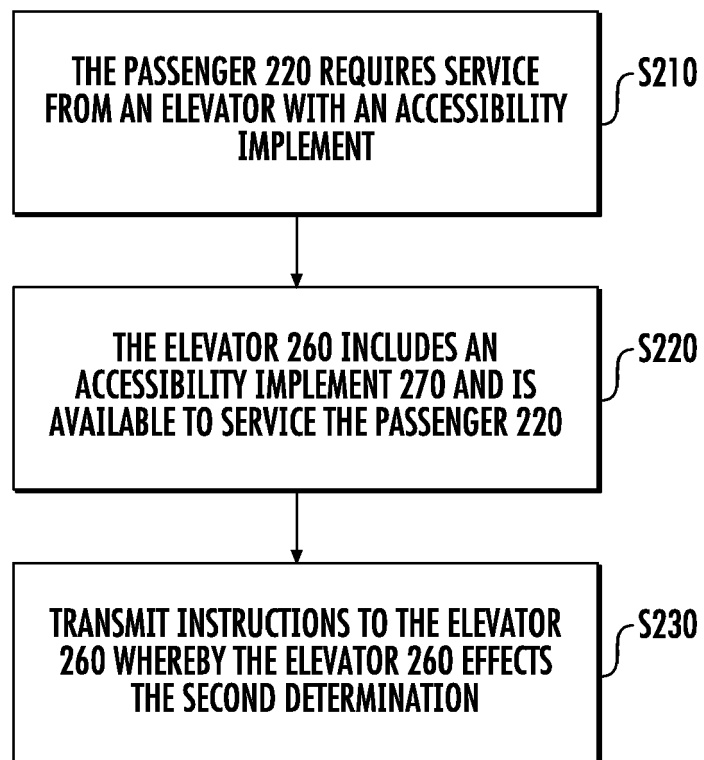 THE PASSENGER 220 REQUIRES SERVICE
FROM AN ELEVATOR WITH AN ACCESSIBILITY
IMPLEMENT
S210
THE ELEVATOR 260 INCLUDES AN
ACCESSIBILITY IMPLEMENT 270 AND IS
AVAILABLE TO SERVICE THE PASSENGER 220
S220
TRANSMIT INSTRUCTIONS TO THE ELEVATOR
260 WHEREBY THE ELEVATOR 260 EFFECTS
THE SECOND DETERMINATION
S230